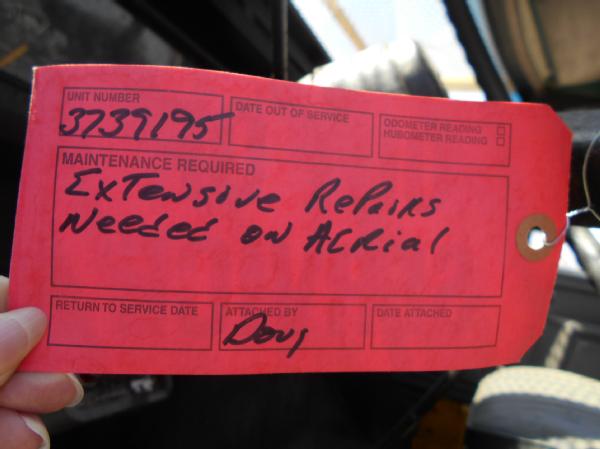 UNIT NUMBER
3739195
DATE OUT OF SERVICE
ODOMETER READING
HUBOMETER READING
MAINTENANCE REQUIRED
Extensive Repairs
Needed on Aerial
RETURN TO SERVICE DATE
ATTACHED BY
Doug
DATE ATTACHED